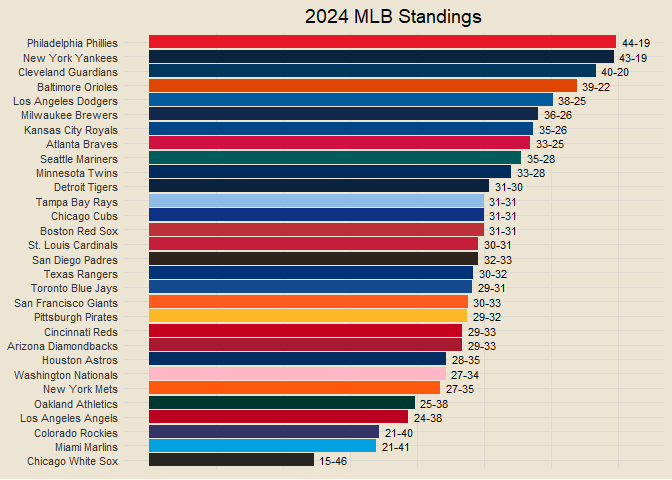 2024 MLB Standings
Philadelphia Phillies 44-19
New York Yankees 43-19
Cleveland Guardians 40-20
Baltimore Orioles 39-22
Los Angeles Dodgers 38-25
Milwaukee Brewers 36-26
Kansas City Royals 35-26
Atlanta Braves 33-25
Seattle Mariners 35-28
Minnesota Twins 33-28
Detroit Tigers 31-30
Tampa Bay Rays 31-31
Chicago Cubs 31-31
Boston Red Sox 31-31
St. Louis Cardinals 30-31
San Diego Padres 32-33
Texas Rangers 30-32
Toronto Blue Jays 29-31
San Francisco Giants 30-33
Pittsburgh Pirates 29-32
Cincinnati Reds 29-33
Arizona Diamondbacks 29-33
Houston Astros 28-35
Washington Nationals 27-34
New York Mets 27-35
Oakland Athletics 25-38
Los Angeles Angels 24-38
Colorado Rockies 21-40
Miami Marlins 21-41
Chicago White Sox 15-46